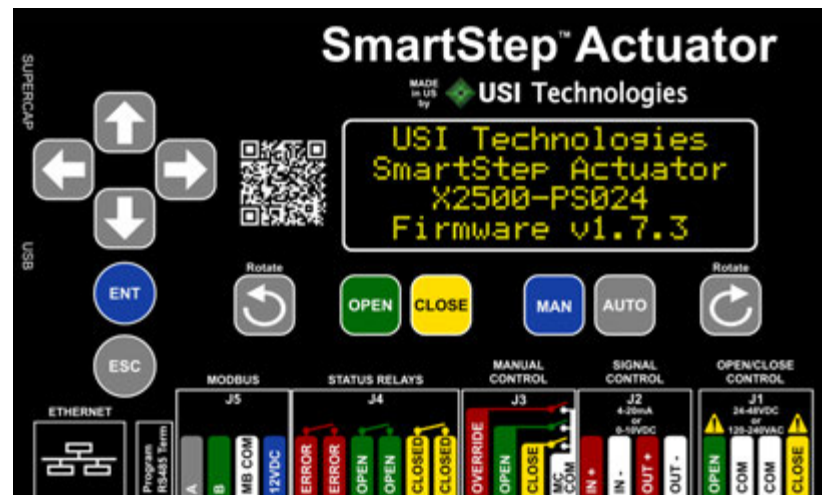 SmartStep™ Actuator
MADE
in US
by
USI Technologies
SUPERCAP
USI Technologies
SmartStep Actuator
X2500-PS024
Firmware v1.7.3
USB
ENT
Rotate
OPEN
CLOSE
MAN
AUTO
Rotate
ESC
ETHERNET
Program
RS485 Term
MODBUS
J5
A
B
MB COM
12VDC
STATUS RELAYS
J4
ERROR
ERROR
OPEN
OPEN
CLOSED
CLOSED
MANUAL
CONTROL
J3
OVERRIDE
OPEN
CLOSE
MC
COM
SIGNAL
CONTROL
J2
4-20mA
or
0-10VDC
IN +
IN -
OUT +
OUT -
OPEN/CLOSE
CONTROL
J1
24-48VDC
or
120-240VAC
OPEN
COM
COM
CLOSE